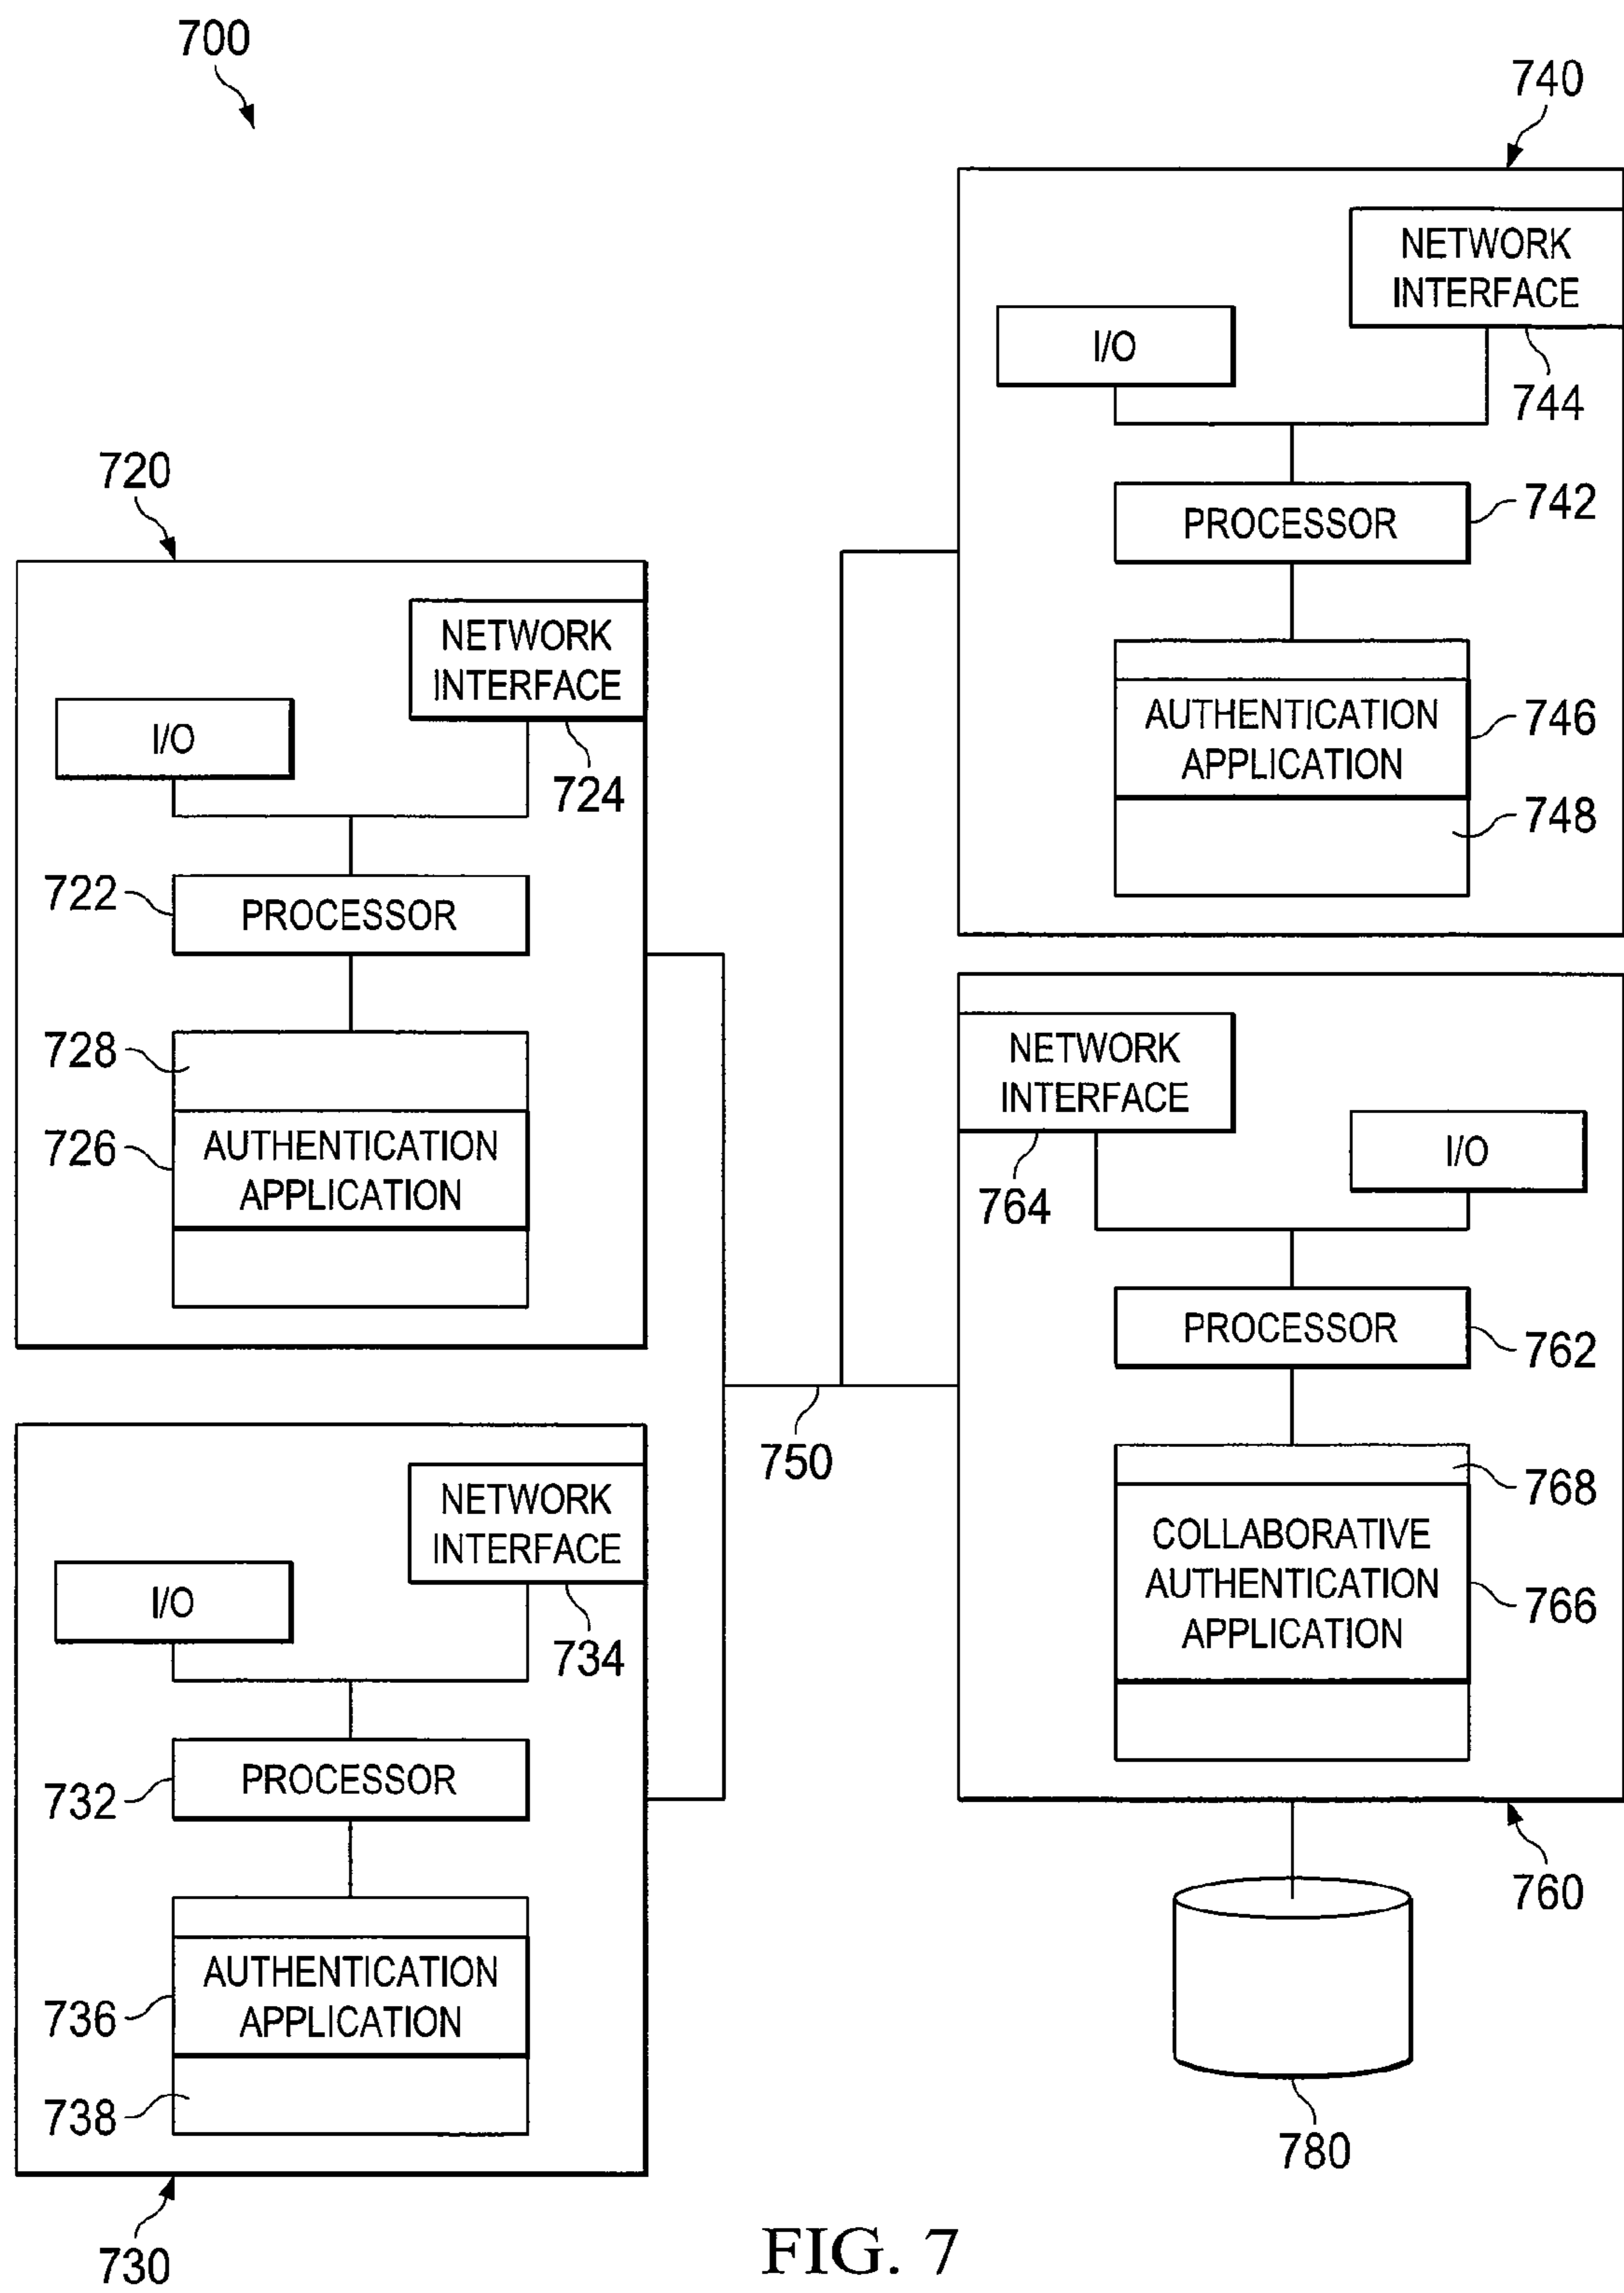 700
740
NETWORK
INTERFACE
I/O
744
PROCESSOR
742
AUTHENTICATION
APPLICATION
746
748
720
NETWORK
INTERFACE
I/O
724
722
PROCESSOR
728
726
AUTHENTICATION
APPLICATION
NETWORK
INTERFACE
I/O
764
PROCESSOR
762
768
COLLABORATIVE
AUTHENTICATION
APPLICATION
766
760
780
750
NETWORK
INTERFACE
I/O
734
732
PROCESSOR
736
AUTHENTICATION
APPLICATION
738
730
FIG. 7